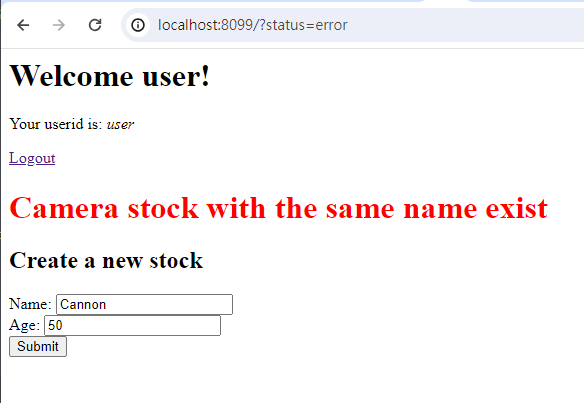 localhost:8099/?status=error
Welcome user!
Your userid is: user
Logout
Camera stock with the same name exist
Create a new stock
Name: Cannon
Age: 50
Submit